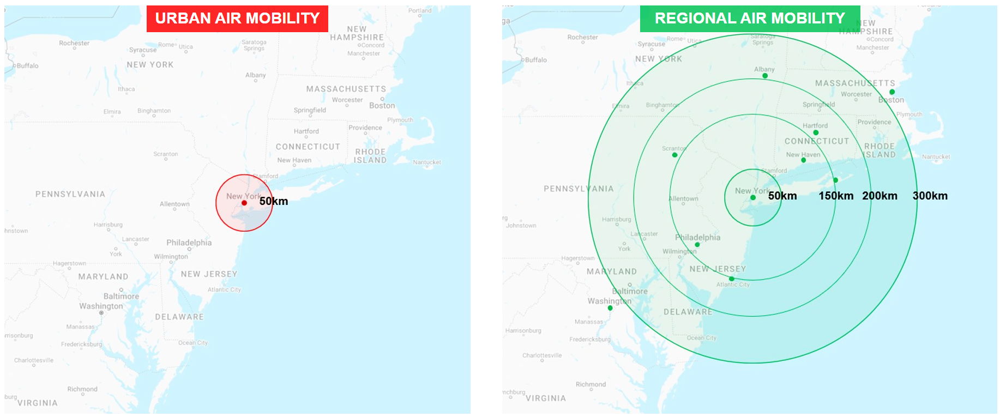 URBAN AIR MOBILITY
Portland
NEW
HAMPSHIRE
Concord
Manchester
Rochester
Syracuse
Rome
Utica
Saratoga
Springs
NEW YORK
Buffalo
Albany
Ithaca
MASSACHUSETTS
Worcester
Boston
Elmira
Binghamton
Springfield
Plymouth
Hartford
Providence
CONNECTICUT
RHODE
ISLAND
Scranton
New Haven
Nantucket
Stamford
PENNSYLVANIA
New York
50km
Allentown
Harrisburg
hnstown
Lancaster
Philadelphia
York
Wilmington
Hagerstown
MARYLAND
NEW JERSEY
Atlantic City
Baltimore
Washington
DELAWARE
Manassas
rrisonburg
Fredericksburg
Ocean City
Charlottesville
Richmond
burg
VIRGINIA
REGIONAL AIR MOBILITY
ga
NEW
HAMPSHIRE
Concord
Manchester
Rochester
Syracuse
Rome
Utica
Saratoga
Springs
NEW YORK
Buffalo
Albany
Ithaca
MASSACHUSETTS
Worcester
Boston
Elmira
Binghamton
Springfield
Plymouth
Hartford
Providence
CONNECTICUT
RHODE
ISLAND
Scranton
New Haven
Nantucket
Stamford
PENNSYLVANIA
New York
50km
150km
200km
300km
Allentown
rg
Johnstown
Harrisburg
Lancaster
Philadelphia
York
Wilmington
Hagerstown
MARYLAND
NEW JERSEY
Atlantic City
Baltimore
Washington
DELAWARE
Manassas
Harrisonburg
Fredericksburg
Ocean City
Charlottesville
Richmond
nchburg
VIRGINIA